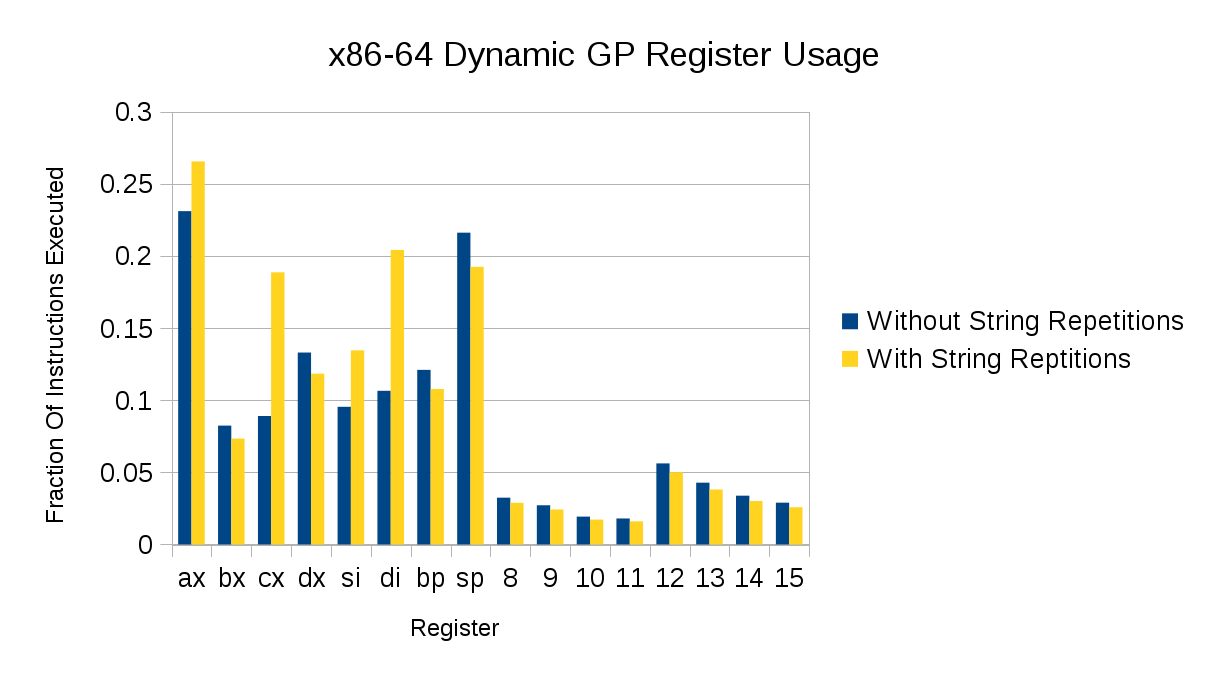 x86-64 Dynamic GP Register Usage
0.3
0.25
0.2
0.15
0.1
0.05
0
Fraction Of Instructions Executed
ax bx cx dx si di bp sp 8 9 10 11 12 13 14 15
Register
Without String Repetitions
With String Reptitions